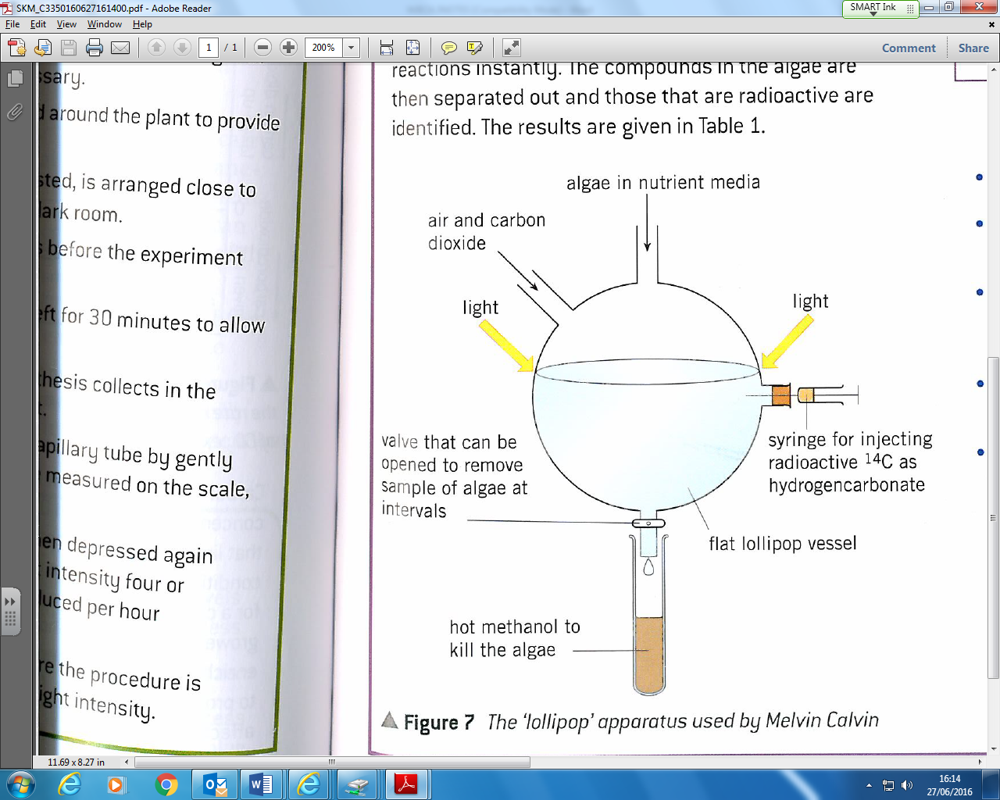 SKM_C3350160627161400.pdf - Adobe Reader
SMART Ink
File Edit View Window Help
1 / 1
200%
Comment
Share
ssary.
around the plant to provide
sted, is arranged close to
lark room.
before the experiment
eft for 30 minutes to allow
hesis collects in the
apillary tube by gently
measured on the scale,
en depressed again
intensity four or
duced per hour
re the procedure is
ight intensity.
reactions instantly. The compounds in the algae are
then separated out and those that are radioactive are
identified. The results are given in Table 1.
algae in nutrient media
air and carbon
dioxide
light
light
valve that can be
opened to remove
sample of algae at
intervals
syringe for injecting
radioactive ¹⁴C as
hydrogencarbonate
flat lollipop vessel
hot methanol to
kill the algae
Figure 7 The 'lollipop' apparatus used by Melvin Calvin
11.69 x 8.27 in
16:14
27/06/2016